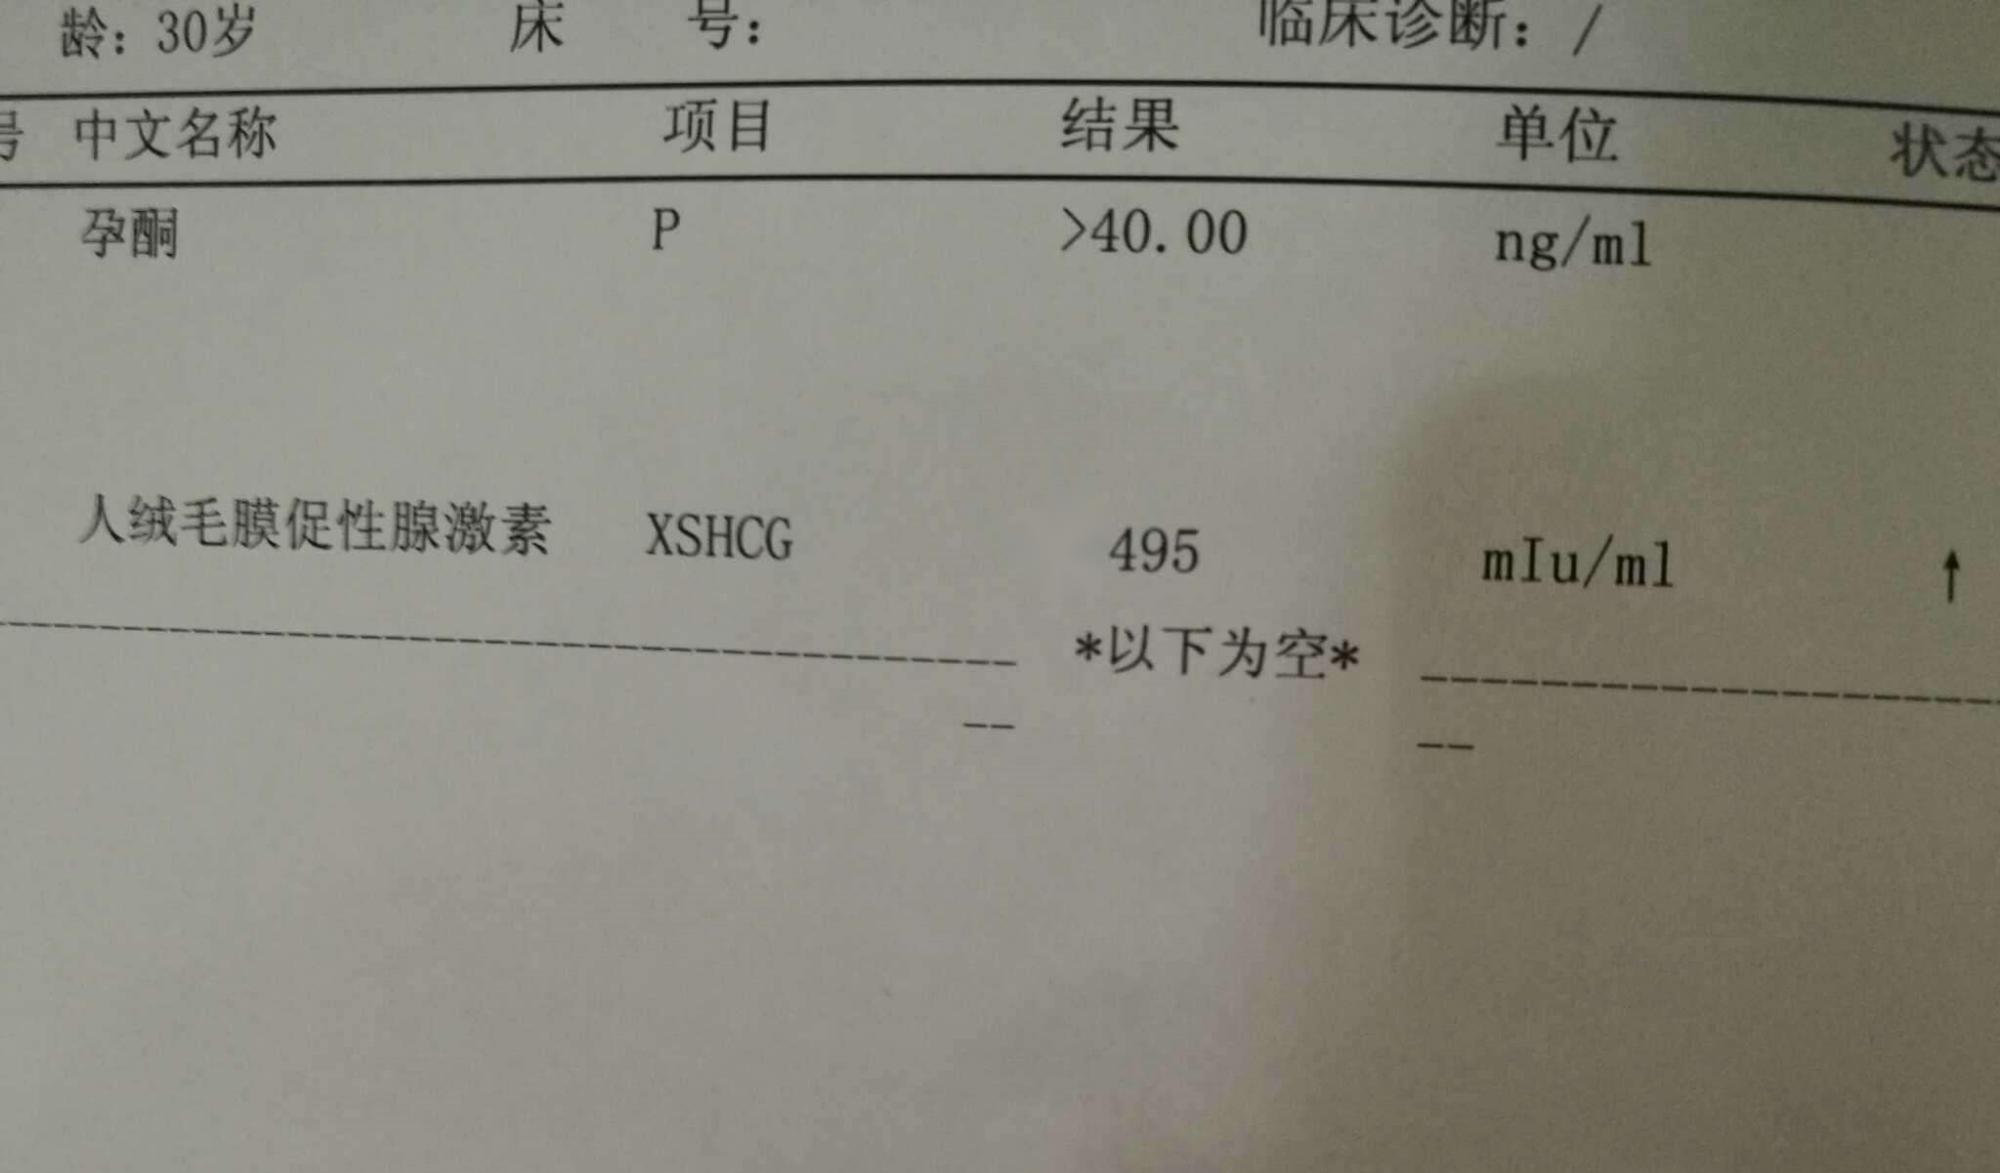 龄：30岁 床 号： 临床诊断：/
号 中文名称 项目 结果 单位 状态
孕酮 P >40.00 ng/ml
人绒毛膜促性腺激素 XSHCG 495 mIu/ml ↑
*以下为空*